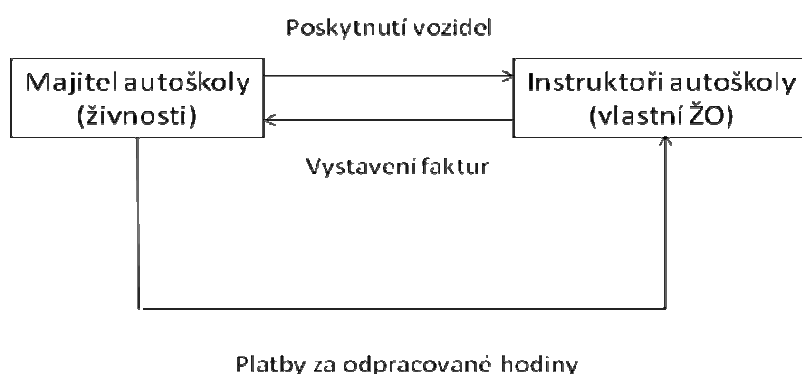 Poskytnutí vozidel
Majitel autoškoly
(živnosti)
Instruktoři autoškoly
(vlastní ŽO)
Vystavení faktur
Platby za odpracované hodiny